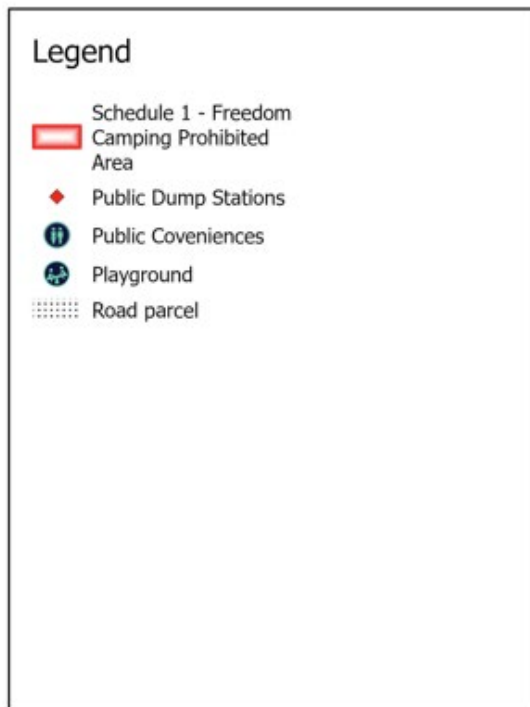 Legend
Schedule 1 - Freedom
Camping Prohibited
Area
Public Dump Stations
Public Coveniences
Playground
Road parcel